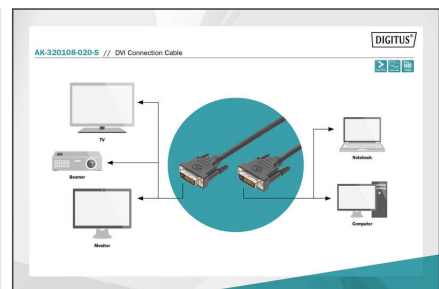 DIGITUS®
AK-320108-020-S // DVI Connection Cable
HD
TV
Beamer
Monitor
Notebook
Computer